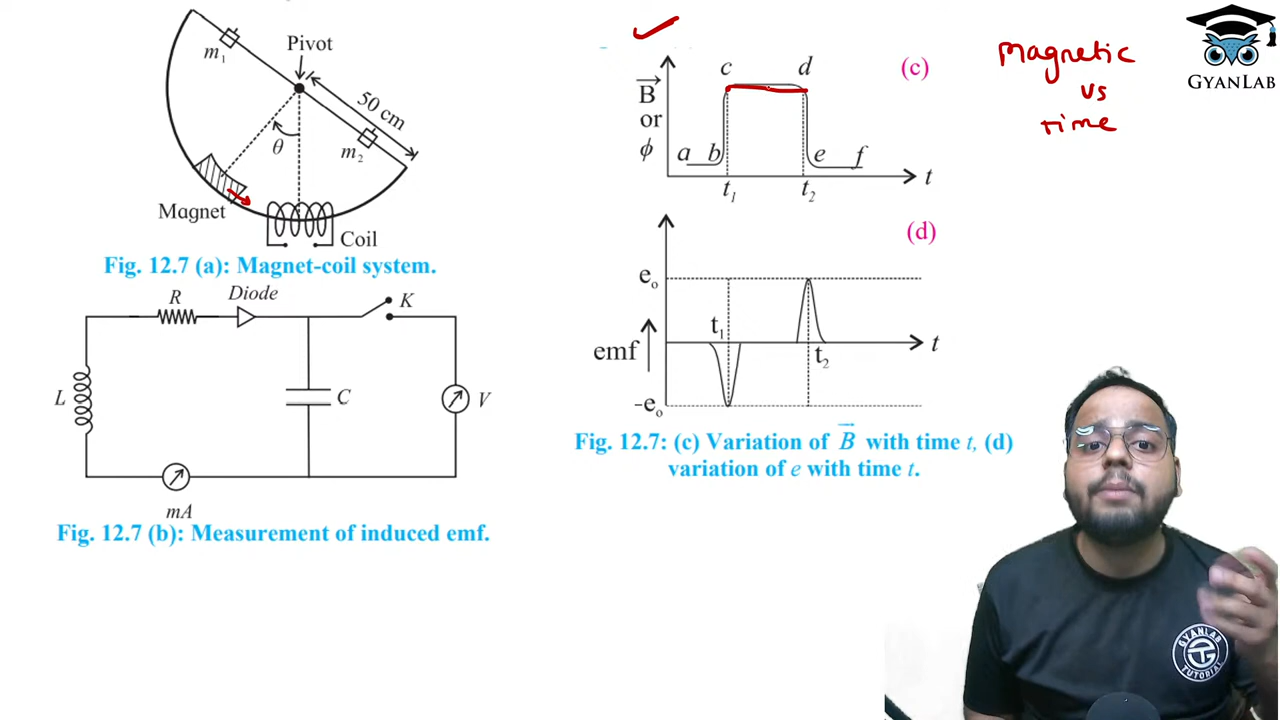 m₁
Pivot
50 cm
θ
m₂
Magnet
Coil
Fig. 12.7 (a): Magnet-coil system.
R
Diode
K
L
C
V
mA
Fig. 12.7 (b): Measurement of induced emf.
c
d
(c)
B
or
ϕ
a
b
e
f
t
t₁
t₂
(d)
e₀
t₁
emf
t
t₂
-e₀
Fig. 12.7: (c) Variation of B with time t, (d)
variation of e with time t.
Magnetic
vs
time
GYANLAB
GYANLAB
TUTORIAL